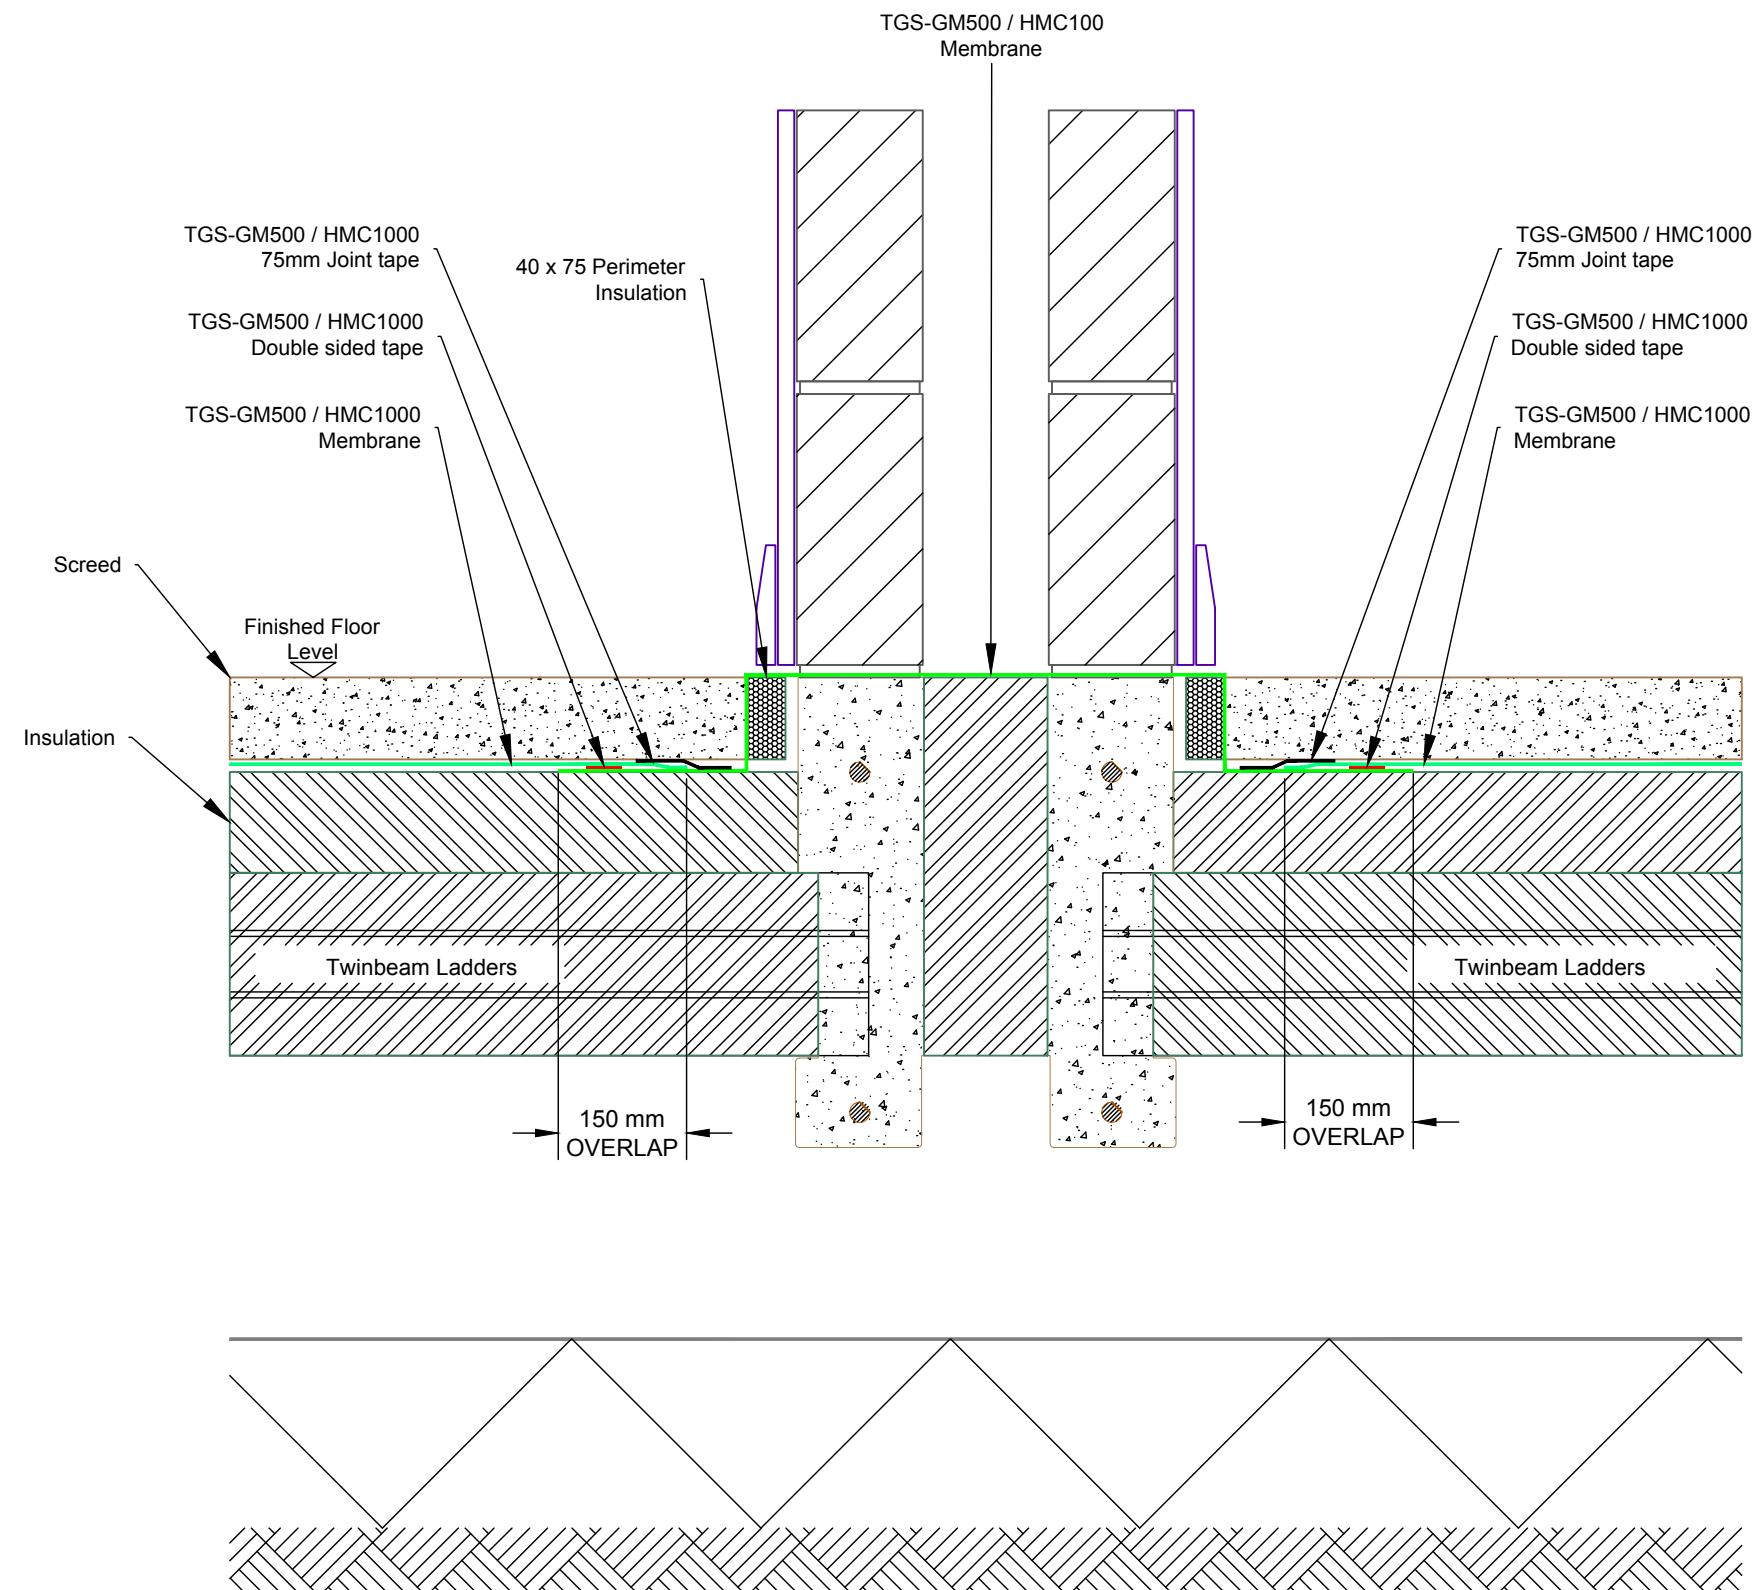 TGS-GM500 / HMC100
Membrane
TGS-GM500 / HMC1000
75mm Joint tape
40 x 75 Perimeter
Insulation
TGS-GM500 / HMC1000
Double sided tape
TGS-GM500 / HMC1000
Membrane
TGS-GM500 / HMC1000
75mm Joint tape
TGS-GM500 / HMC1000
Double sided tape
TGS-GM500 / HMC1000
Membrane
Screed
Finished Floor
Level
Insulation
Twinbeam Ladders
Twinbeam Ladders
150 mm
OVERLAP
150 mm
OVERLAP